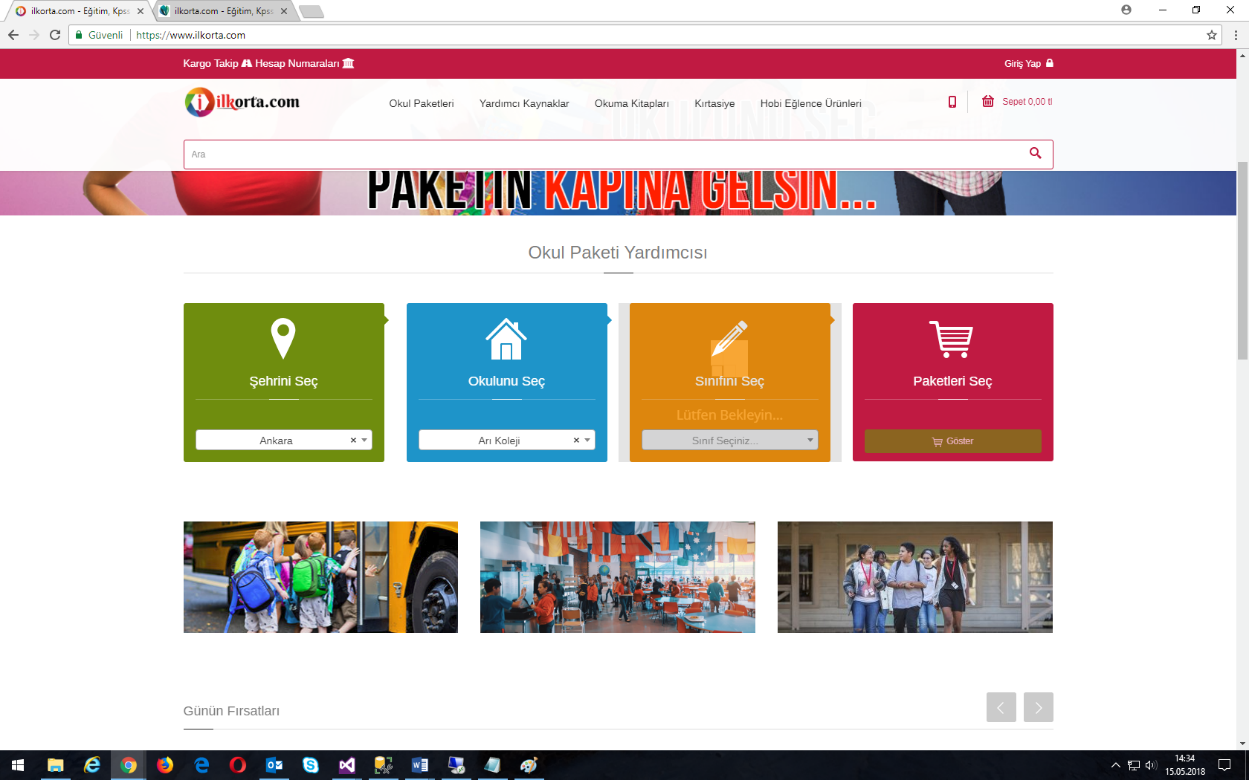 ilkorta.com - Eğitim, Kpss
ilkorta.com - Eğitim, Kpss
Güvenli | https://www.ilkorta.com
Kargo Takip Hesap Numaraları
Giriş Yap
ilkorta.com
Okul Paketleri Yardımcı Kaynaklar Okuma Kitapları Kırtasiye Hobi Eğlence Ürünleri
Sepet 0,00 tl
OKULUNU SEÇ
Ara
PAKETİN KAPINA GELSİN...
Okul Paketi Yardımcısı
Şehrini Seç
Ankara
Okulunu Seç
Arı Koleji
Sınıfını Seç
Lütfen Bekleyin...
Sınıf Seçiniz...
Paketleri Seç
Göster
Günün Fırsatları
14:34
15.05.2018